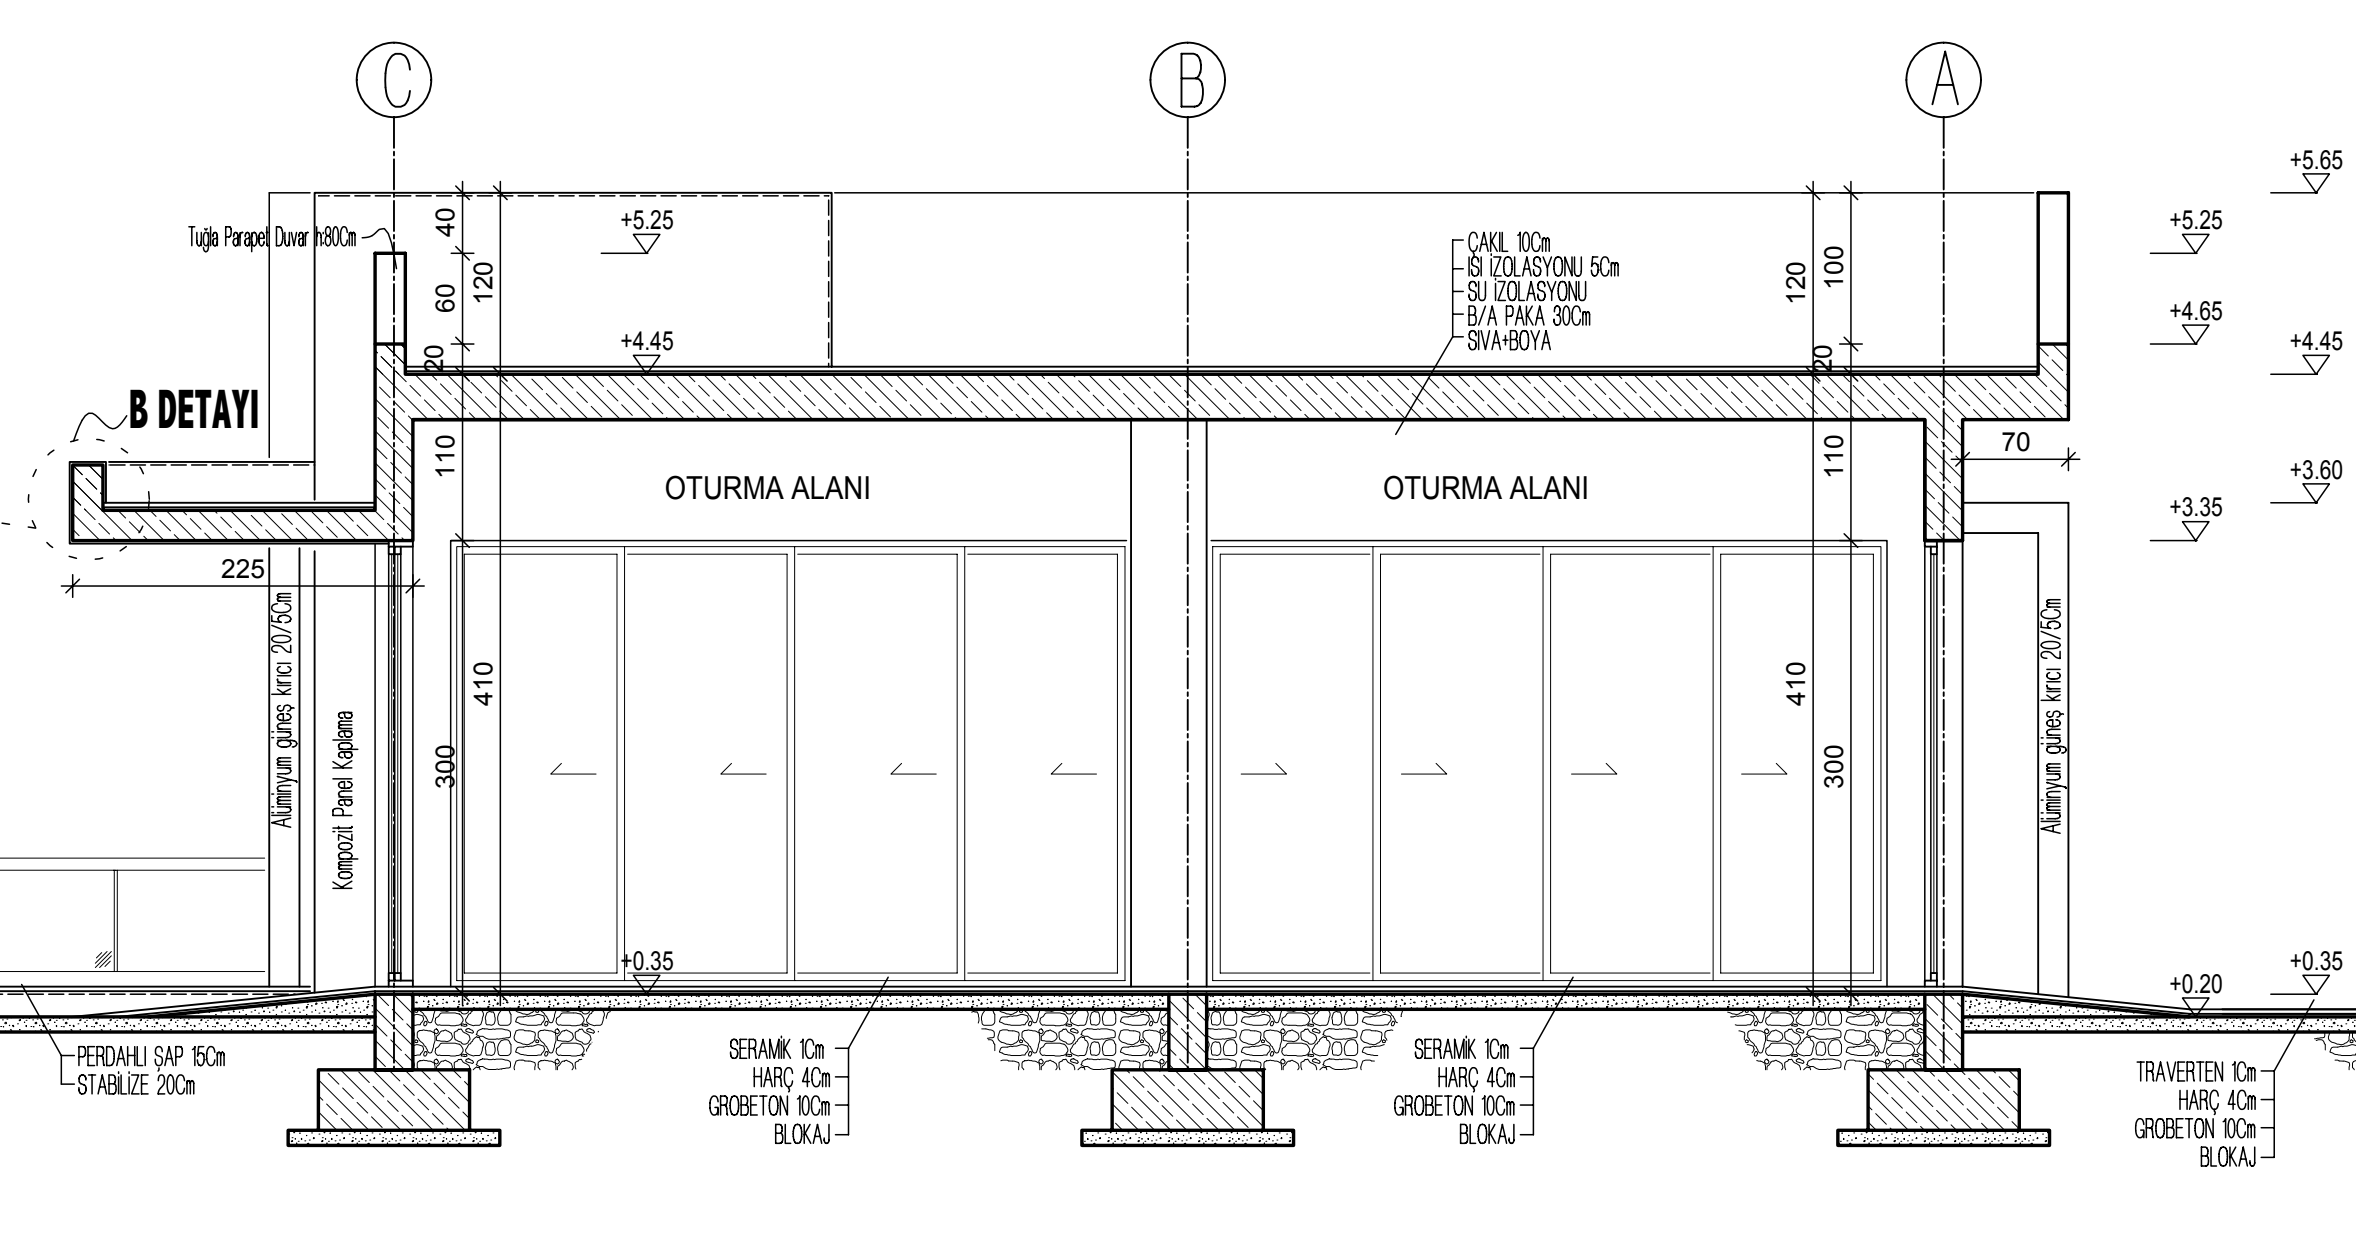 C
B
A
+5.65
40
+5.25
+5.25
Tuğla Parapet Duvar h:80Cm
ÇAKIL 10Cm
ISI İZOLASYONU 5Cm
SU İZOLASYONU
B/A PAKA 30Cm
SIVA+BOYA
120
60
120
100
+4.65
+4.45
20
+4.45
20
B DETAYI
110
110
70
+3.60
OTURMA ALANI
OTURMA ALANI
+3.35
225
Alüminyum güneş kırıcı 20/5Cm
Kompozit Panel Kaplama
410
300
410
300
Alüminyum güneş kırıcı 20/5Cm
+0.35
+0.35
+0.20
PERDAHLI ŞAP 15Cm
STABİLİZE 20Cm
SERAMİK 1Cm
HARÇ 4Cm
GROBETON 10Cm
BLOKAJ
SERAMİK 1Cm
HARÇ 4Cm
GROBETON 10Cm
BLOKAJ
TRAVERTEN 1Cm
HARÇ 4Cm
GROBETON 10Cm
BLOKAJ